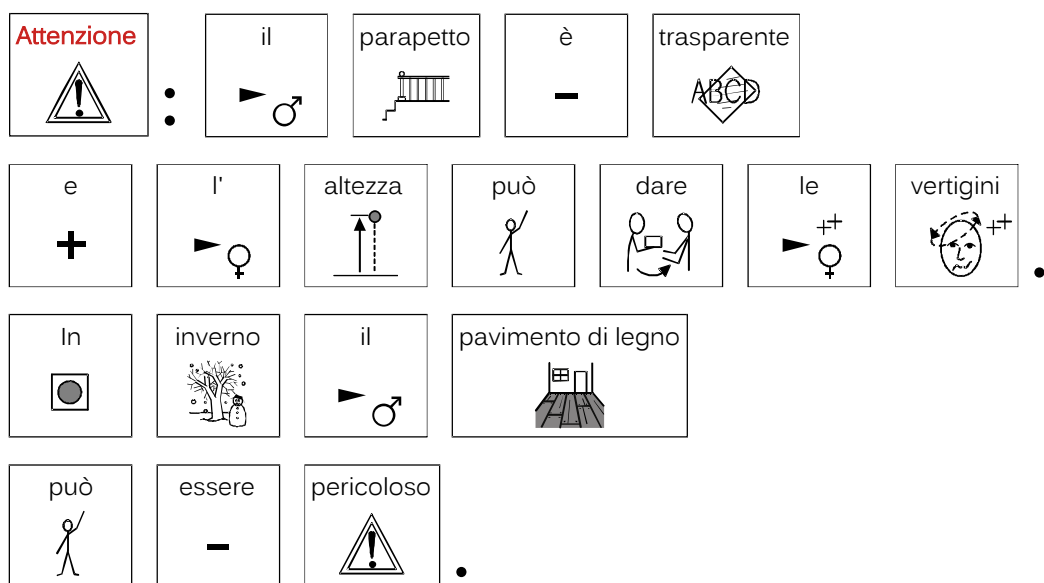 Attenzione : il parapetto è trasparente
e l' altezza può dare le vertigini .
In inverno il pavimento di legno
può essere pericoloso .